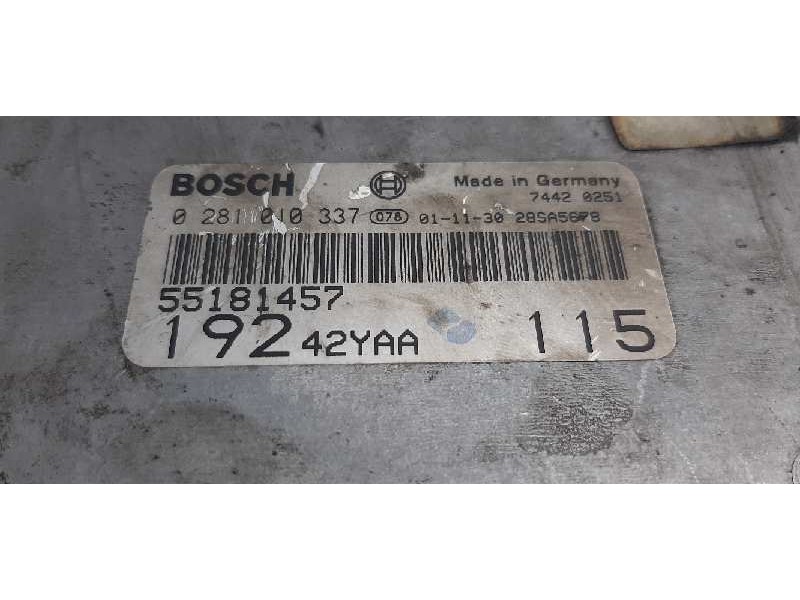 BOSCH Made in Germany
7442 0251
0 281 010 337 078 01-11-30 28SA5678
55181457
192 42YAA 115